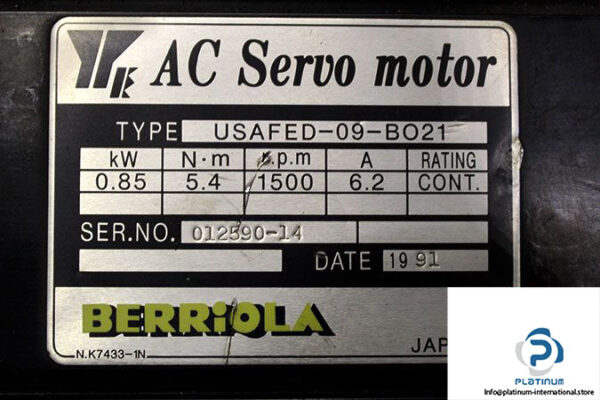 YK AC Servo motor
TYPE USAFED-09-BO21
kW N·m r.p.m A RATING
0.85 5.4 1500 6.2 CONT.
SER.NO. 012590-14
DATE 1991
BERRiOLA
N.K7433-1N
PLATINUM
Info@platinum-international.store